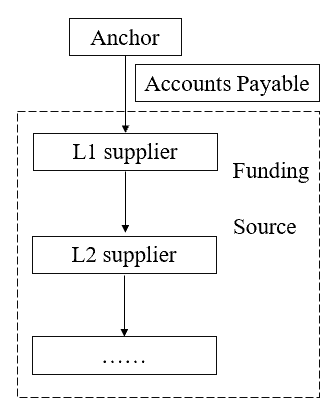 Anchor
Accounts Payable
L1 supplier
Funding
Source
L2 supplier
......